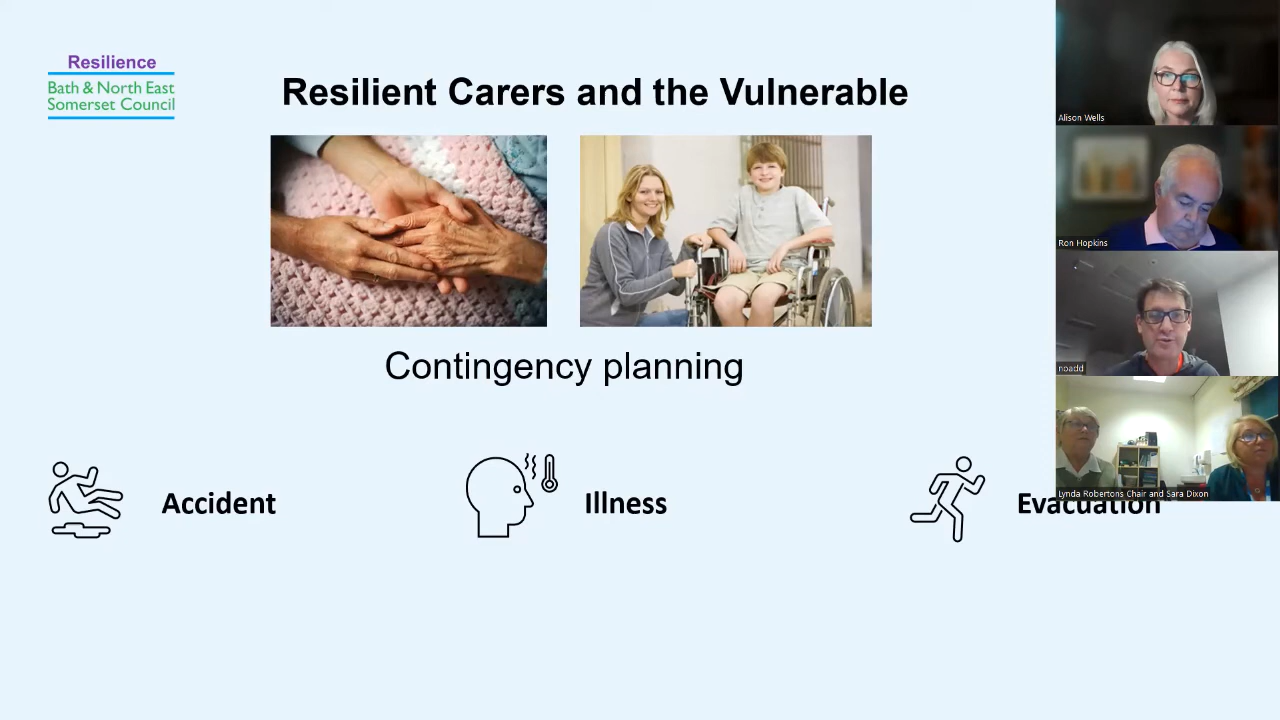 Resilience
Bath & North East
Somerset Council
Resilient Carers and the Vulnerable
Contingency planning
Accident
Illness
Evacuation
Alison Wells
Ron Hopkins
noadd
Lynda Robertons Chair and Sara Dixon